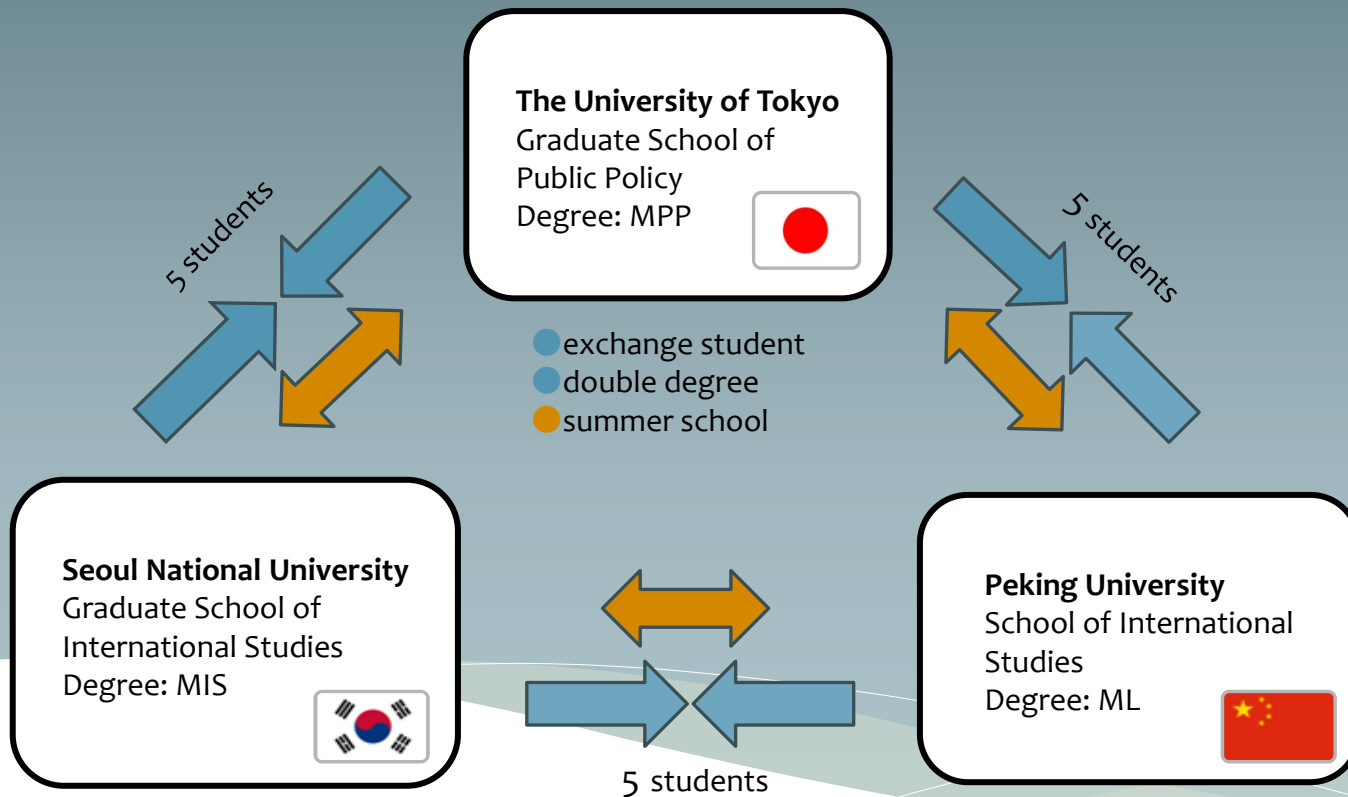 The University of Tokyo
Graduate School of
Public Policy
Degree: MPP
5 students
5 students
exchange student
double degree
summer school
Seoul National University
Graduate School of
International Studies
Degree: MIS
Peking University
School of International
Studies
Degree: ML
5 students